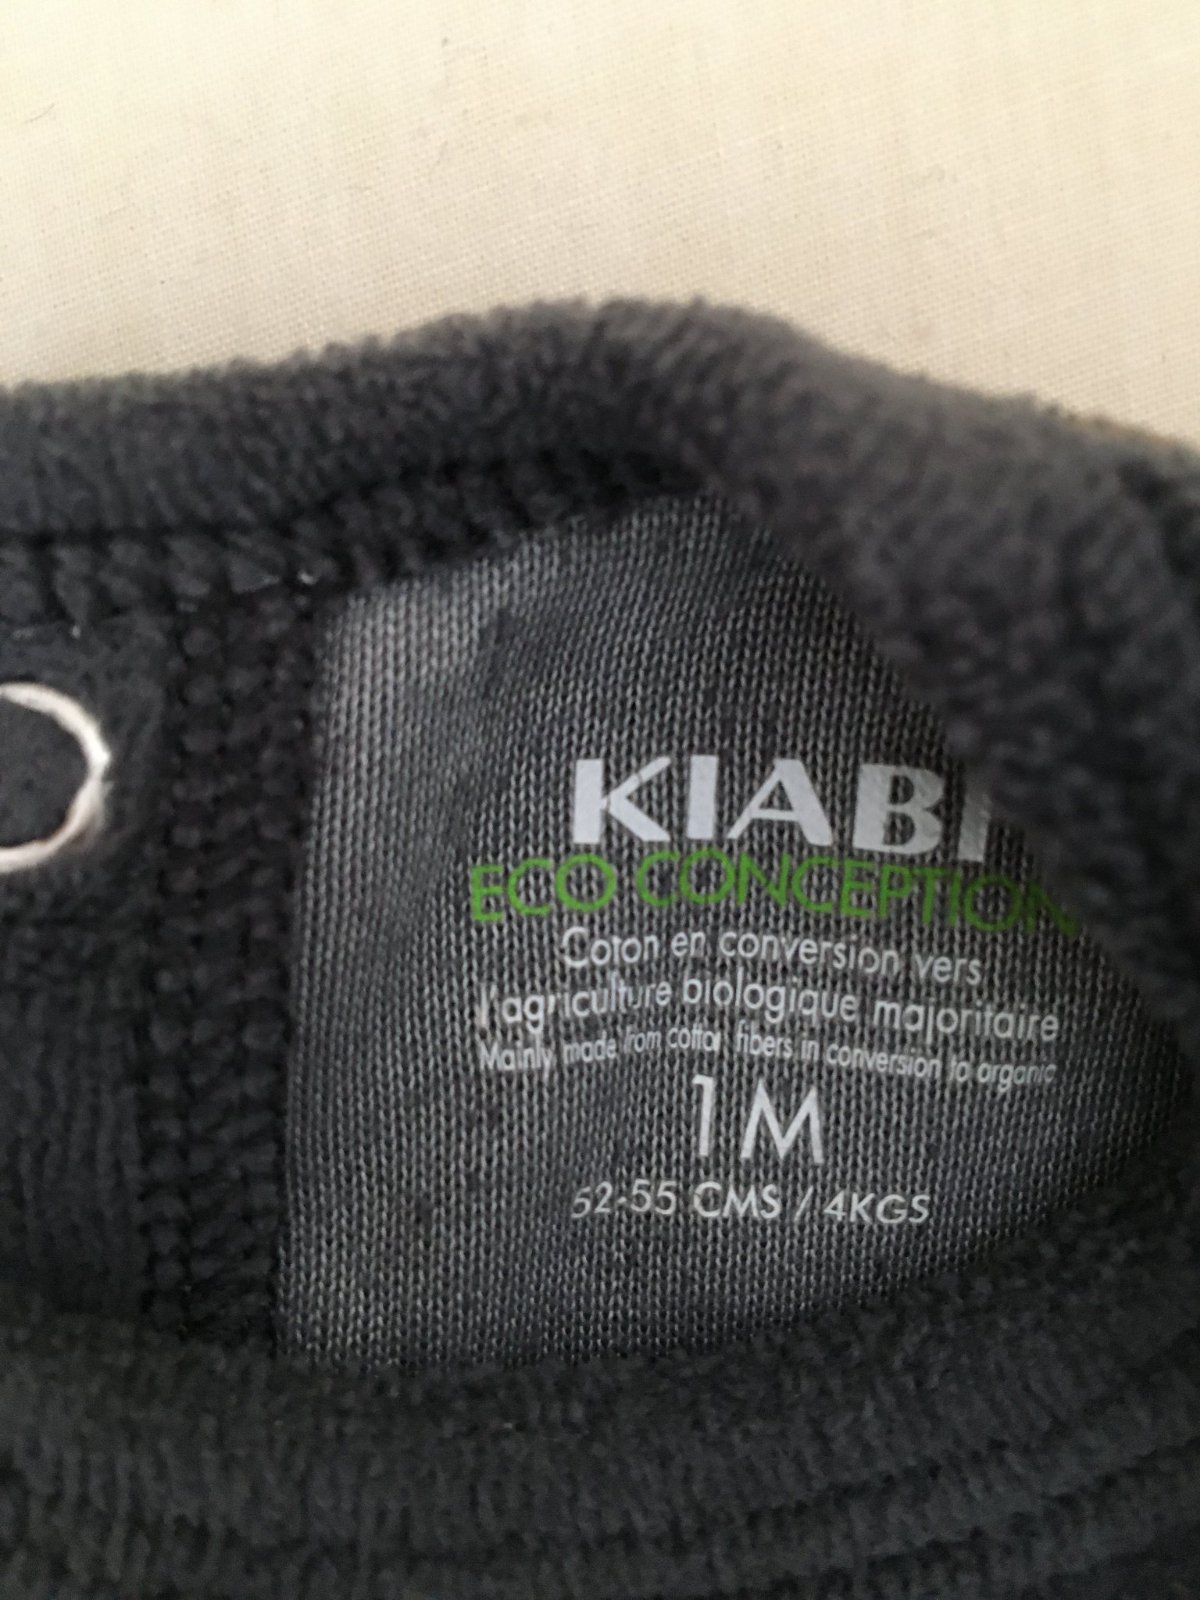 KIABI
ECO CONCEPTION
Coton en conversion vers
l'agriculture biologique majoritaire
Mainly made from cotton fibers in conversion to organic
1M
52-55 CMS / 4KGS